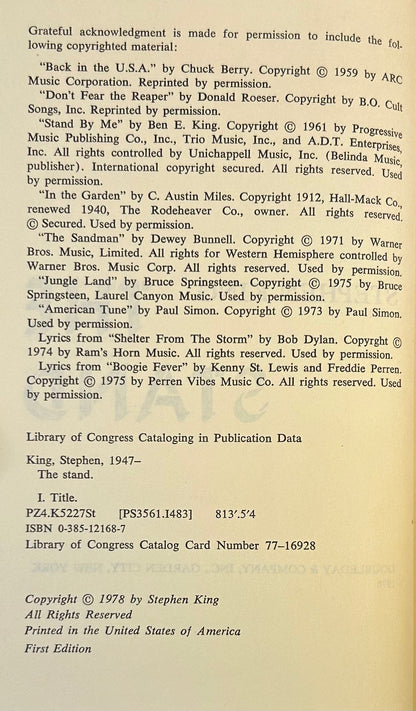 Grateful acknowledgment is made for permission to include the fol-
lowing copyrighted material:
"Back in the U.S.A." by Chuck Berry. Copyright © 1959 by ARC
Music Corporation. Reprinted by permission.
"Don't Fear the Reaper" by Donald Roeser. Copyright by B.O. Cult
Songs, Inc. Reprinted by permission.
"Stand By Me" by Ben E. King. Copyright © 1961 by Progressive
Music Publishing Co., Inc., Trio Music, Inc., and A.D.T. Enterprises,
Inc. All rights controlled by Unichappell Music, Inc. (Belinda Music,
publisher). International copyright secured. All rights reserved. Used
by permission.
"In the Garden" by C. Austin Miles. Copyright 1912, Hall-Mack Co.,
renewed 1940, The Rodeheaver Co., owner. All rights reserved.
© Secured. Used by permission.
"The Sandman" by Dewey Bunnell. Copyright © 1971 by Warner
Bros. Music, Limited. All rights for Western Hemisphere controlled by
Warner Bros. Music Corp. All rights reserved. Used by permission.
"Jungle Land" by Bruce Springsteen. Copyright © 1975 by Bruce
Springsteen, Laurel Canyon Music. Used by permission.
"American Tune" by Paul Simon. Copyright © 1973 by Paul Simon.
Used by permission.
Lyrics from "Shelter From The Storm" by Bob Dylan. Copyrght ©
1974 by Ram's Horn Music. All rights reserved. Used by permission.
Lyrics from "Boogie Fever" by Kenny St. Lewis and Freddie Perren.
Copyright © 1975 by Perren Vibes Music Co. All rights reserved. Used
by permission.
Library of Congress Cataloging in Publication Data
King, Stephen, 1947–
The stand.
I. Title.
PZ4.K5227St [PS3561.I483] 813'.5'4
ISBN 0-385-12168-7
Library of Congress Catalog Card Number 77–16928
Copyright © 1978 by Stephen King
All Rights Reserved
Printed in the United States of America
First Edition